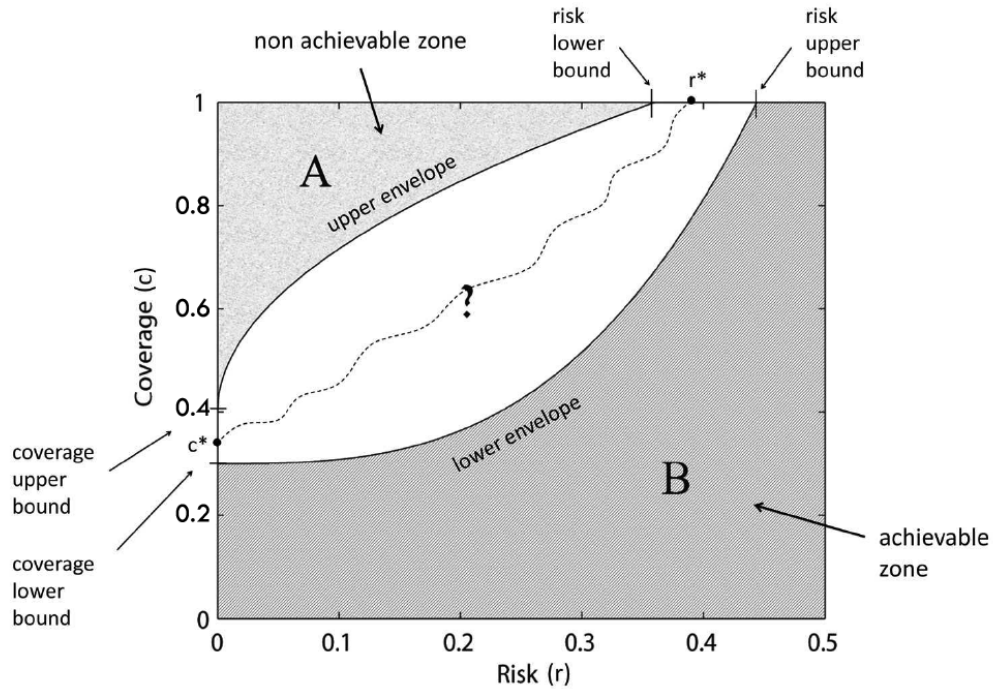 non achievable zone
risk
lower
bound
risk
upper
bound
r*
1
A
upper envelope
0.8
Coverage (c)
0.6
?
0.4
c*
coverage
upper
bound
lower envelope
B
0.2
achievable
zone
coverage
lower
bound
0
0
0.1
0.2
0.3
0.4
0.5
Risk (r)